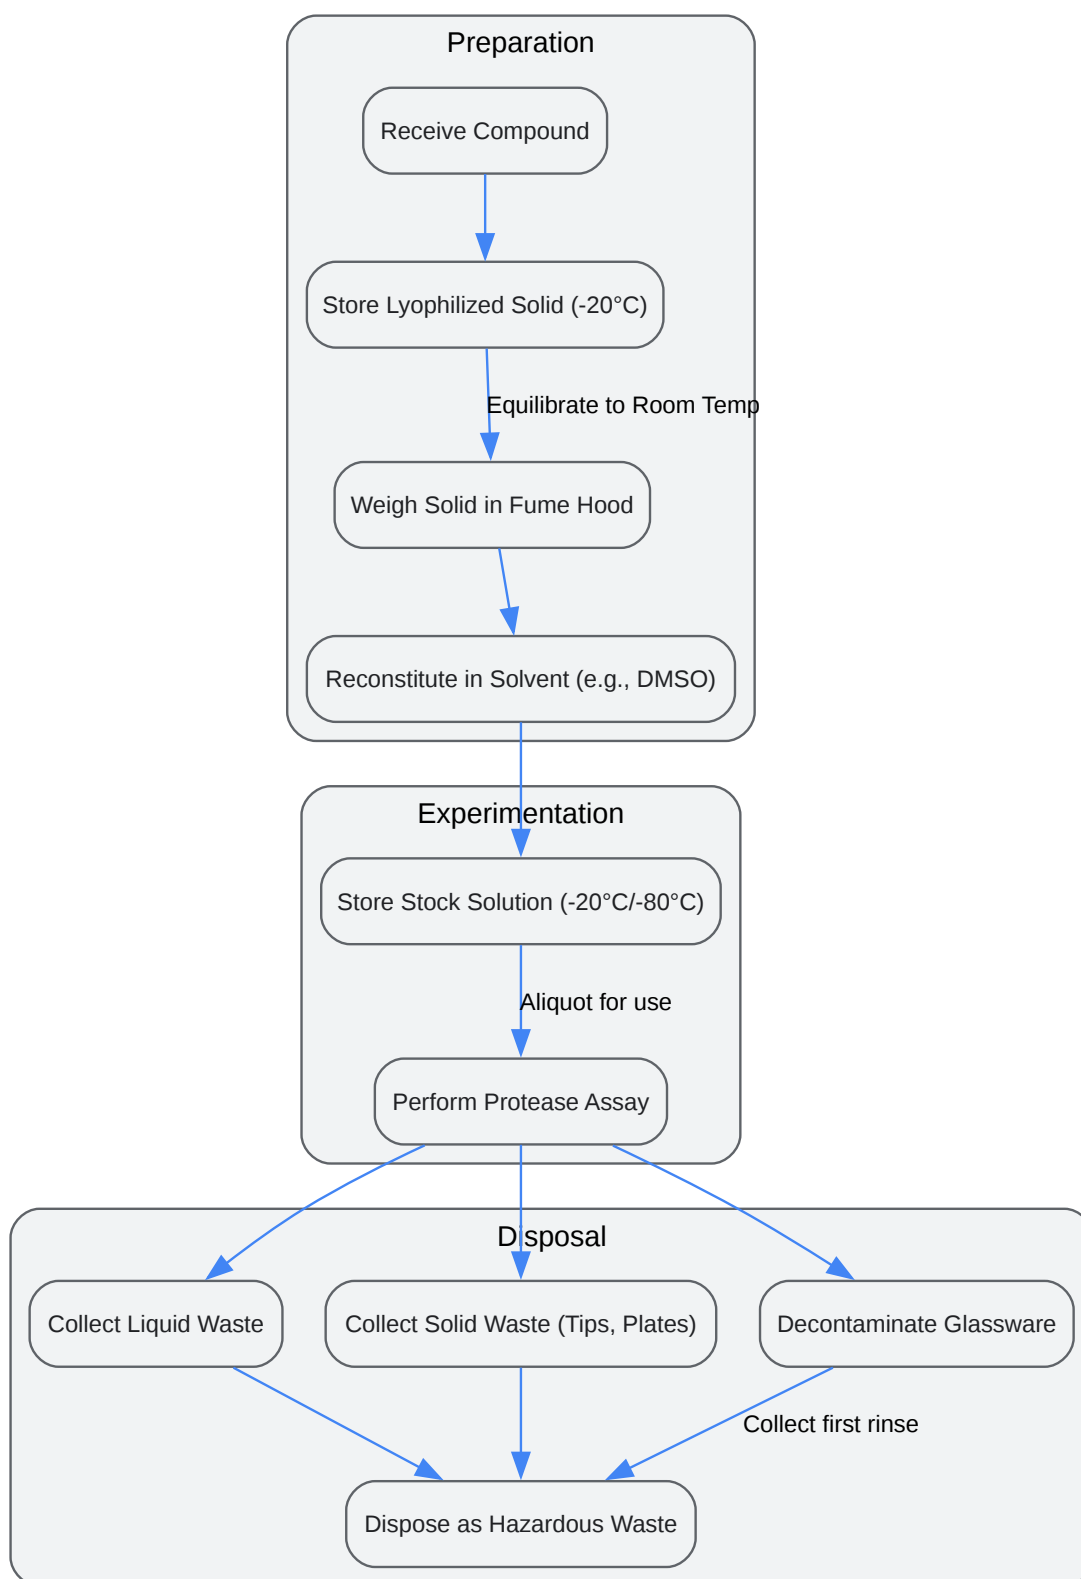 Preparation
Receive Compound
Store Lyophilized Solid (-20°C)
Equilibrate to Room Temp
Weigh Solid in Fume Hood
Reconstitute in Solvent (e.g., DMSO)
Experimentation
Store Stock Solution (-20°C/-80°C)
Aliquot for use
Perform Protease Assay
Disposal
Collect Liquid Waste
Collect Solid Waste (Tips, Plates)
Decontaminate Glassware
Collect first rinse
Dispose as Hazardous Waste